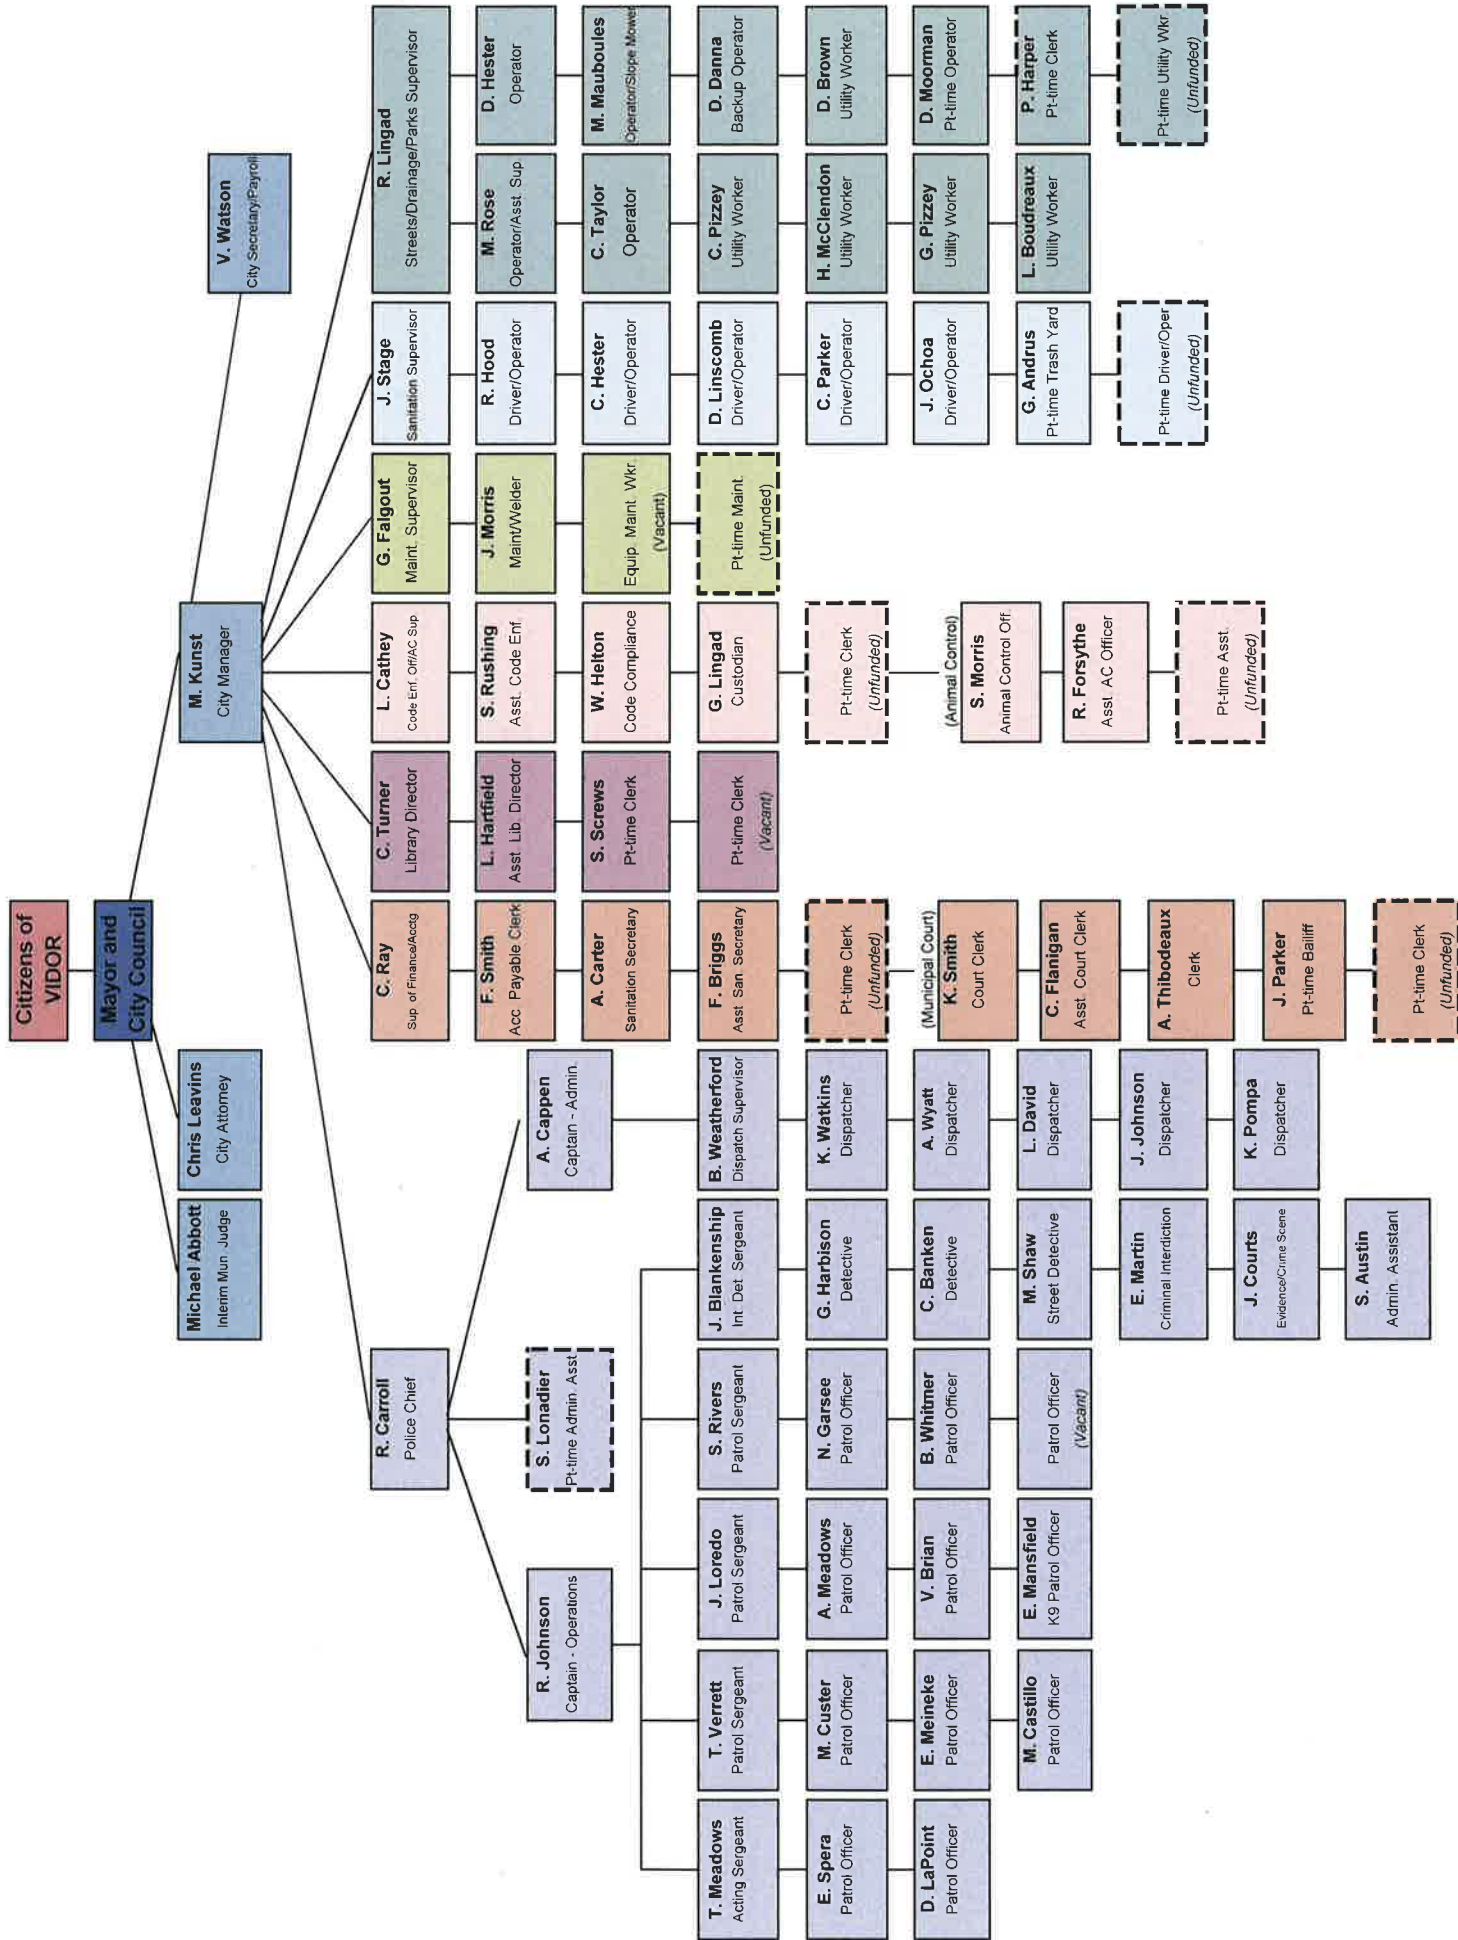 Citizens of
VIDOR
Mayor and
City Council
Michael Abbott
Interim Mun. Judge
Chris Leavins
City Attorney
M. Kunst
City Manager
V. Watson
City Secretary/Payroll
R. Carroll
Police Chief
C. Ray
Sup. of Finance/Acctg
C. Turner
Library Director
L. Cathey
Code Enf. Off/AC Sup.
G. Falgout
Maint. Supervisor
J. Stage
Sanitation Supervisor
R. Lingad
Streets/Drainage/Parks Supervisor
R. Johnson
Captain - Operations
S. Lonadier
Pt-time Admin. Asst
A. Cappen
Captain - Admin.
T. Meadows
Acting Sergeant
E. Spera
Patrol Officer
D. LaPoint
Patrol Officer
T. Verrett
Patrol Sergeant
M. Custer
Patrol Officer
E. Meineke
Patrol Officer
M. Castillo
Patrol Officer
J. Loredo
Patrol Sergeant
A. Meadows
Patrol Officer
V. Brian
Patrol Officer
E. Mansfield
K9 Patrol Officer
S. Rivers
Patrol Sergeant
N. Garsee
Patrol Officer
B. Whitmer
Patrol Officer
Patrol Officer
(Vacant)
J. Blankenship
Int. Det. Sergeant
G. Harbison
Detective
C. Banken
Detective
M. Shaw
Street Detective
E. Martin
Criminal Interdiction
J. Courts
Evidence/Crime Scene
S. Austin
Admin. Assistant
B. Weatherford
Dispatch Supervisor
K. Watkins
Dispatcher
A. Wyatt
Dispatcher
L. David
Dispatcher
J. Johnson
Dispatcher
K. Pompa
Dispatcher
F. Smith
Acc. Payable Clerk
A. Carter
Sanitation Secretary
F. Briggs
Asst San. Secretary
Pt-time Clerk
(Unfunded)
(Municipal Court)
K. Smith
Court Clerk
C. Flanigan
Asst. Court Clerk
A. Thibodeaux
Clerk
J. Parker
Pt-time Bailiff
Pt-time Clerk
(Unfunded)
L. Hartfield
Asst. Lib. Director
S. Screws
Pt-time Clerk
Pt-time Clerk
(Vacant)
S. Rushing
Asst. Code Enf.
W. Helton
Code Compliance
G. Lingad
Custodian
Pt-time Clerk
(Unfunded)
(Animal Control)
S. Morris
Animal Control Off.
R. Forsythe
Asst. AC Officer
Pt-time Asst.
(Unfunded)
J. Morris
Maint/Welder
Equip. Maint. Wkr.
(Vacant)
Pt-time Maint.
(Unfunded)
R. Hood
Driver/Operator
C. Hester
Driver/Operator
D. Linscomb
Driver/Operator
C. Parker
Driver/Operator
J. Ochoa
Driver/Operator
G. Andrus
Pt-time Trash Yard
Pt-time Driver/Oper
(Unfunded)
M. Rose
Operator/Asst. Sup.
C. Taylor
Operator
C. Pizzey
Utility Worker
H. McClendon
Utility Worker
G. Pizzey
Utility Worker
L. Boudreaux
Utility Worker
D. Hester
Operator
M. Mauboules
Operator/Slope Mower
D. Danna
Backup Operator
D. Brown
Utility Worker
D. Moorman
Pt-time Operator
P. Harper
Pt-time Clerk
Pt-time Utility Wkr.
(Unfunded)